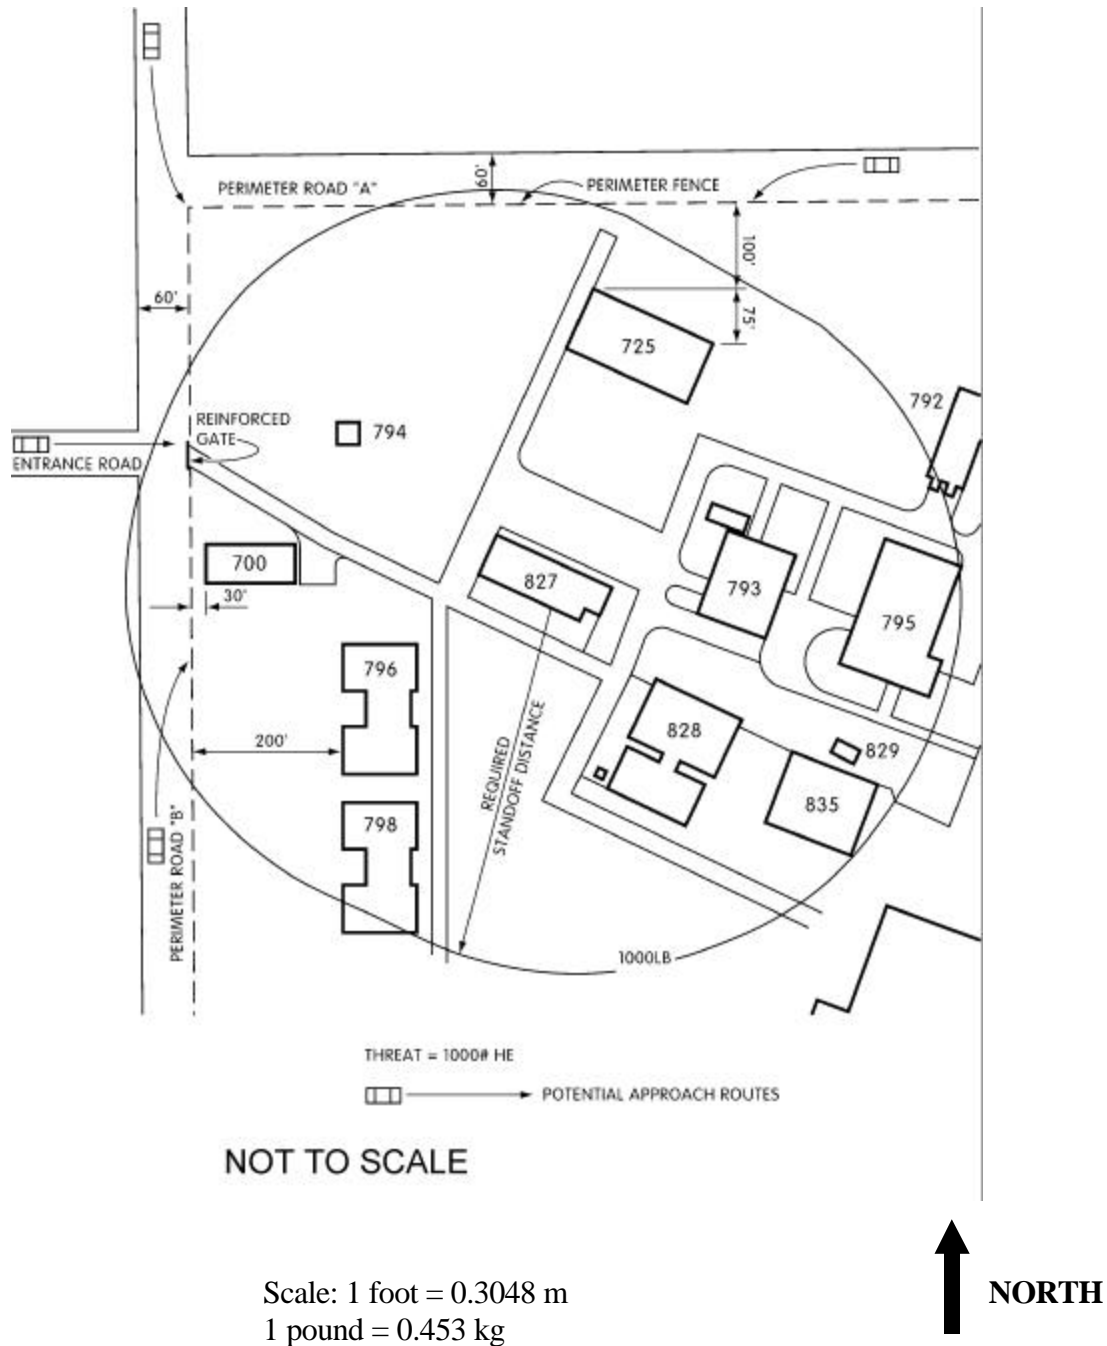 60'
PERIMETER ROAD "A"
PERIMETER FENCE
100'
60'
75'
725
792
REINFORCED
GATE
794
ENTRANCE ROAD
700
827
793
30'
795
796
200'
REQUIRED
STANDOFF DISTANCE
828
829
835
798
PERIMETER ROAD "B"
1000LB
THREAT = 1000# HE
POTENTIAL APPROACH ROUTES
NOT TO SCALE
Scale: 1 foot = 0.3048 m
1 pound = 0.453 kg
NORTH